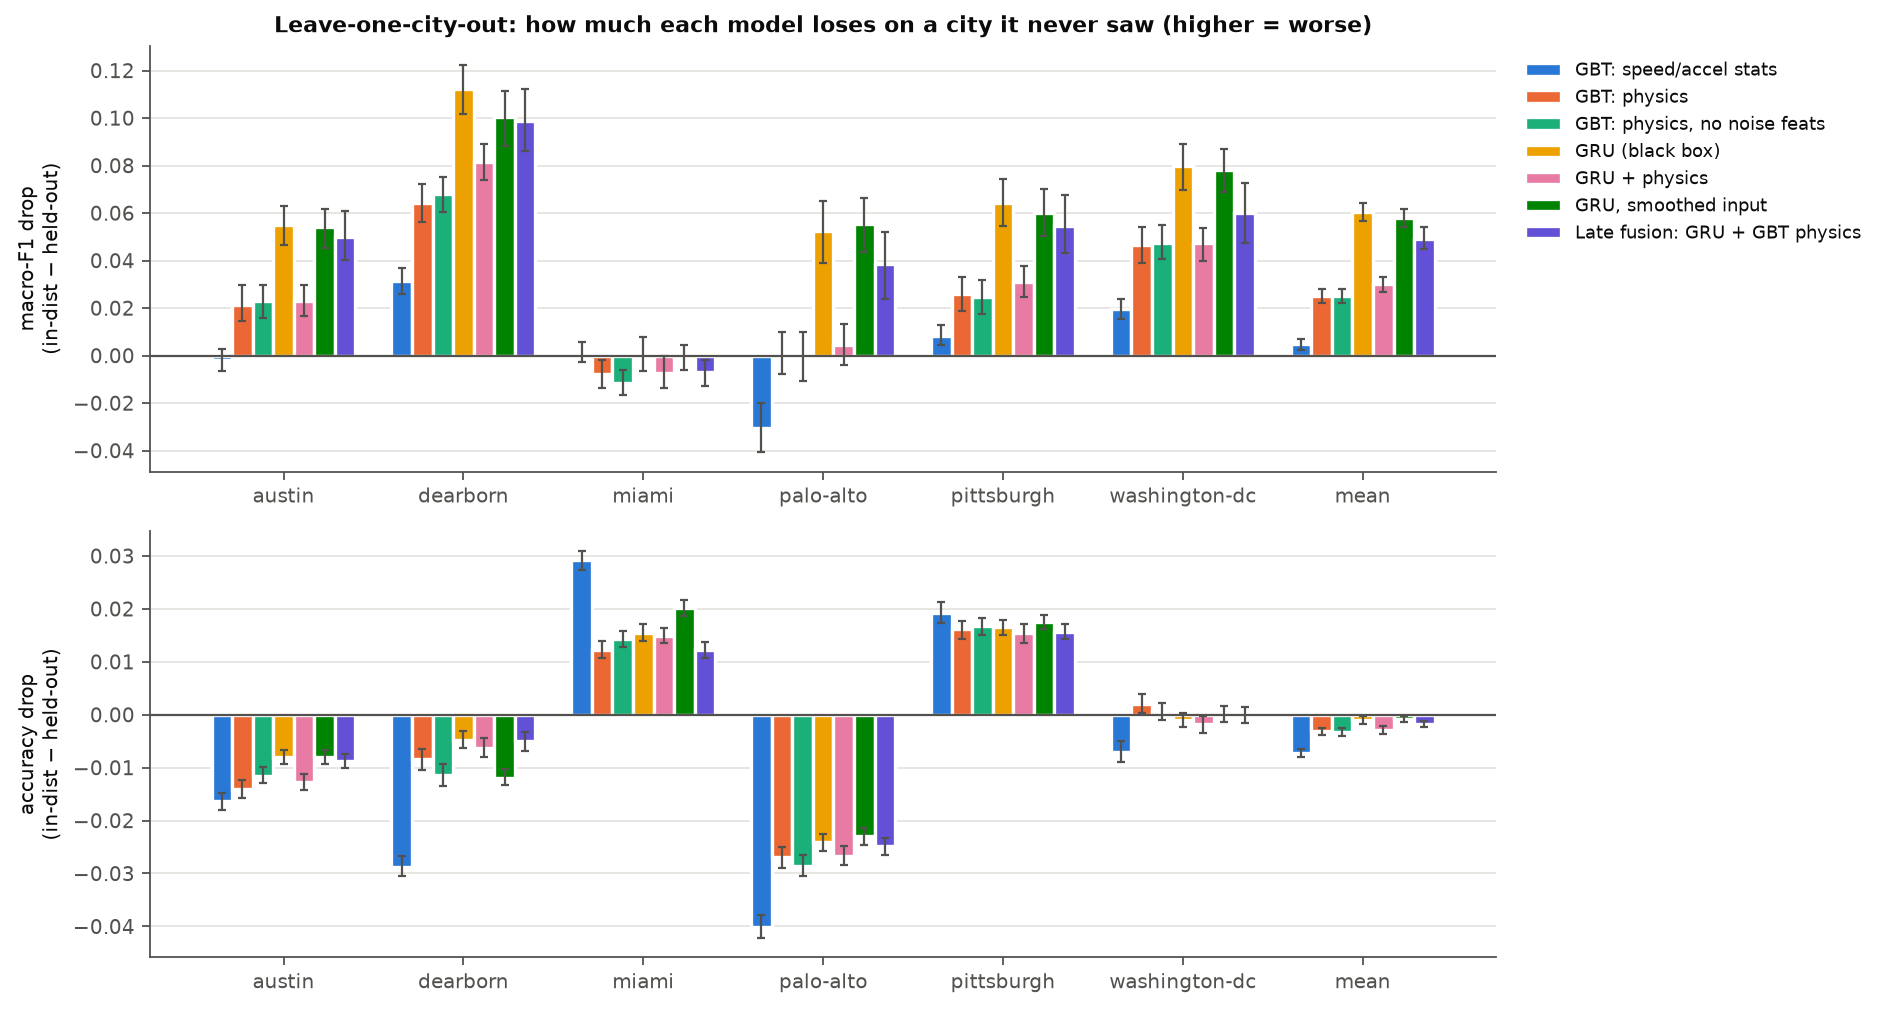 Leave-one-city-out: how much each model loses on a city it never saw (higher = worse)
macro-F1 drop
(in-dist − held-out)
0.12
0.10
0.08
0.06
0.04
0.02
0.00
−0.02
−0.04
austin
dearborn
miami
palo-alto
pittsburgh
washington-dc
mean
GBT: speed/accel stats
GBT: physics
GBT: physics, no noise feats
GRU (black box)
GRU + physics
GRU, smoothed input
Late fusion: GRU + GBT physics
accuracy drop
(in-dist − held-out)
0.03
0.02
0.01
0.00
−0.01
−0.02
−0.03
−0.04
austin
dearborn
miami
palo-alto
pittsburgh
washington-dc
mean